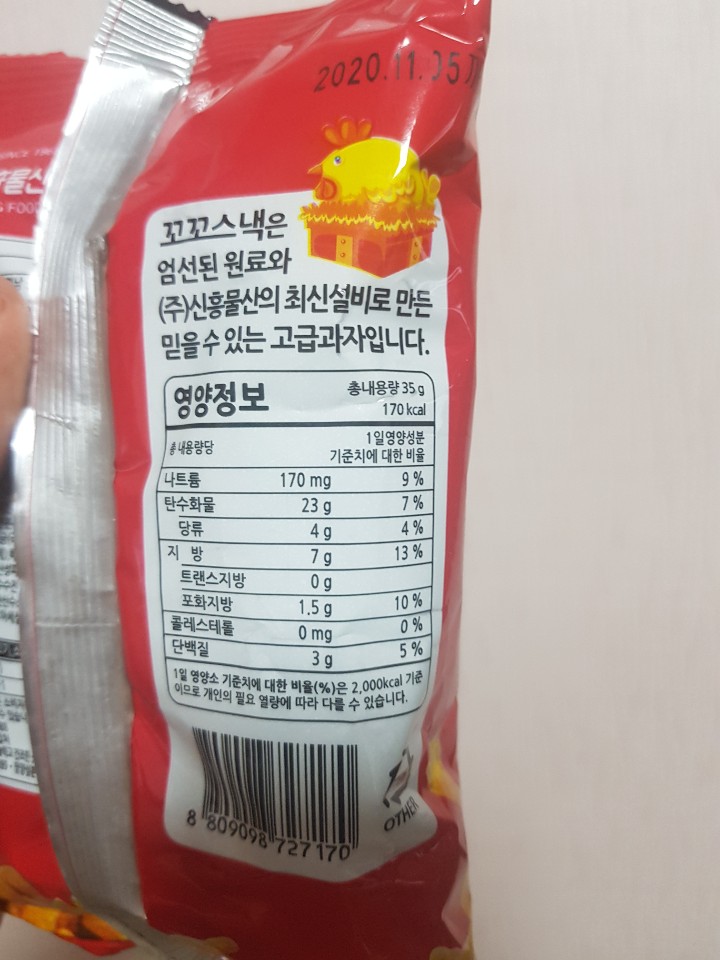 2020.11.05
꼬꼬스낵은
엄선된 원료와
(주)신흥물산의 최신설비로 만든
믿을 수 있는 고급과자입니다.
영양정보
총내용량 35 g
170 kcal
총내용량당
1일영양성분
기준치에 대한 비율
나트륨 170 mg 9 %
탄수화물 23 g 7 %
당류 4 g 4 %
지 방 7 g 13 %
트랜스지방 0 g
포화지방 1.5 g 10 %
콜레스테롤 0 mg 0 %
단백질 3 g 5 %
1일 영양소 기준치에 대한 비율(%)은 2,000kcal 기준
이므로 개인의 필요 열량에 따라 다를 수 있습니다.
8 809098 727170
OTHER